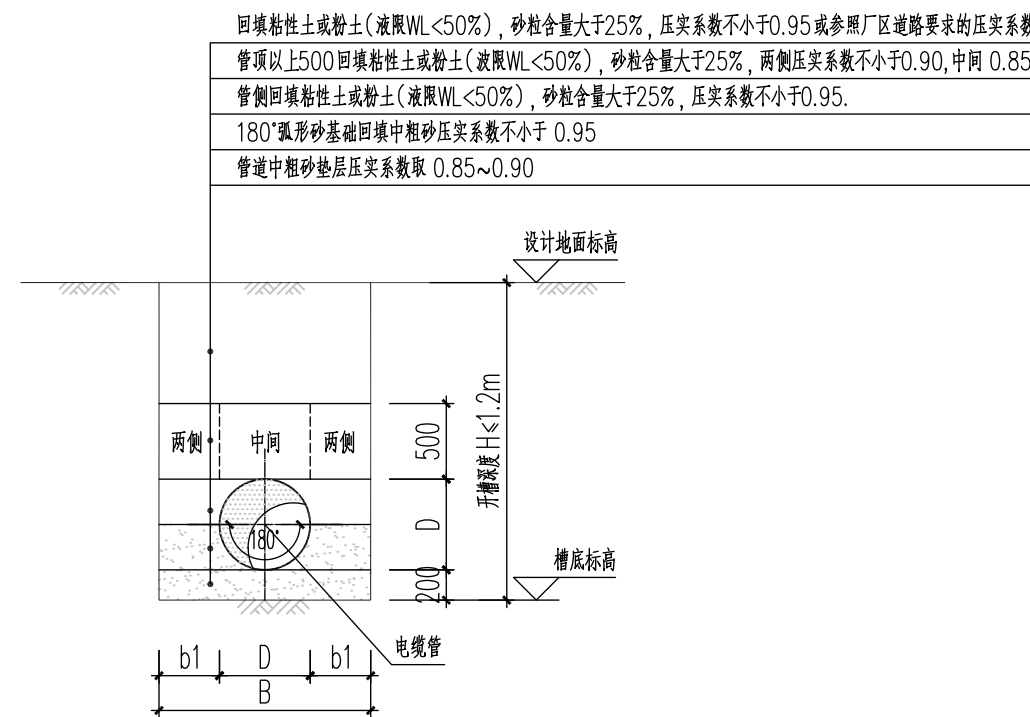 回填粘性土或粉土(液限WL<50%),砂粒含量大于25%,压实系数不小于0.95或参照厂区道路要求的压实系数
管顶以上500回填粘性土或粉土(波限WL<50%),砂粒含量大于25%,两侧压实系数不小于0.90,中间 0.85
管侧回填粘性土或粉土(液限WL<50%),砂粒含量大于25%,压实系数不小于0.95.
180°弧形砂基础回填中粗砂压实系数不小于 0.95
管道中粗砂垫层压实系数取 0.85~0.90
设计地面标高
两侧 中间 两侧
500
开槽深度 H≤1.2m
D
180°
200
槽底标高
电缆管
b1 D b1
B